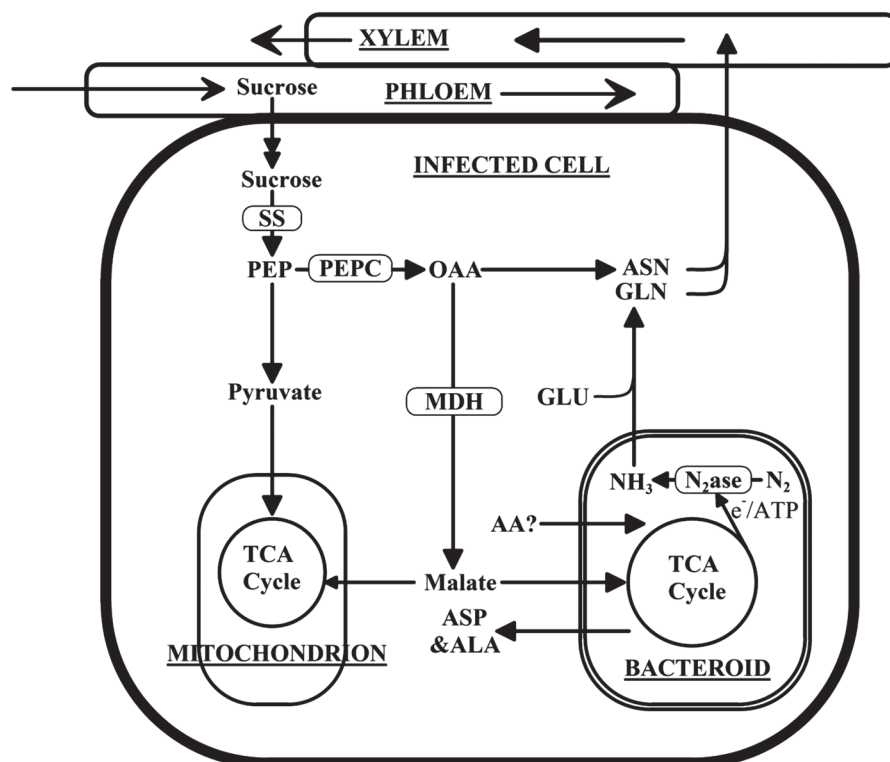 XYLEM
Sucrose
PHLOEM
INFECTED CELL
Sucrose
SS
PEP
PEPC
OAA
ASN
GLN
Pyruvate
MDH
GLU
NH₃
N₂ase
N₂
e⁻/ATP
AA?
TCA
Cycle
Malate
TCA
Cycle
ASP
&ALA
MITOCHONDRION
BACTEROID